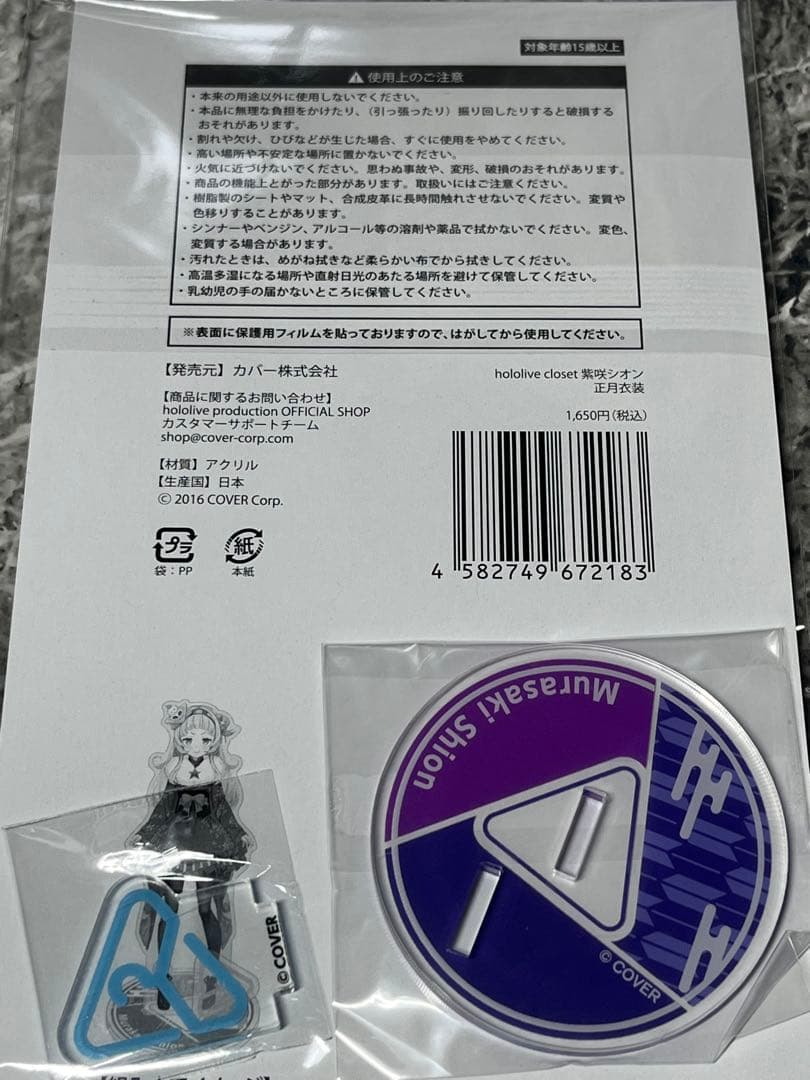 対象年齢15歳以上
⚠使用上のご注意
・本来の用途以外に使用しないでください。
・本品に無理な負担をかけたり、（引っ張ったり）振り回したりすると破損する
おそれがあります。
・割れや欠け、ひびなどが生じた場合、すぐに使用をやめてください。
・高い場所や不安定な場所に置かないでください。
・火気に近づけないでください。思わぬ事故や、変形、破損のおそれがあります。
・商品の機能上とがった部分があります。取扱いにはご注意ください。
・樹脂製のシートやマット、合成皮革に長時間触れさせないでください。変質や
色移りすることがあります。
・シンナーやベンジン、アルコール等の溶剤や薬品で拭かないでください。変色、
変質する場合があります。
・汚れたときは、めがね拭きなど柔らかい布でから拭きしてください。
・高温多湿になる場所や直射日光のあたる場所を避けて保管してください。
・乳幼児の手の届かないところに保管してください。
※表面に保護用フィルムを貼っておりますので、はがしてから使用してください。
【発売元】カバー株式会社
【商品に関するお問い合わせ】
hololive production OFFICIAL SHOP
カスタマーサポートチーム
shop@cover-corp.com
【材質】アクリル
【生産国】日本
© 2016 COVER Corp.
hololive closet 紫咲シオン
正月衣装
1,650円（税込）
4 582749 672183
プラ
袋：PP
紙
本紙
Murasaki Shion
© COVER
© COVER